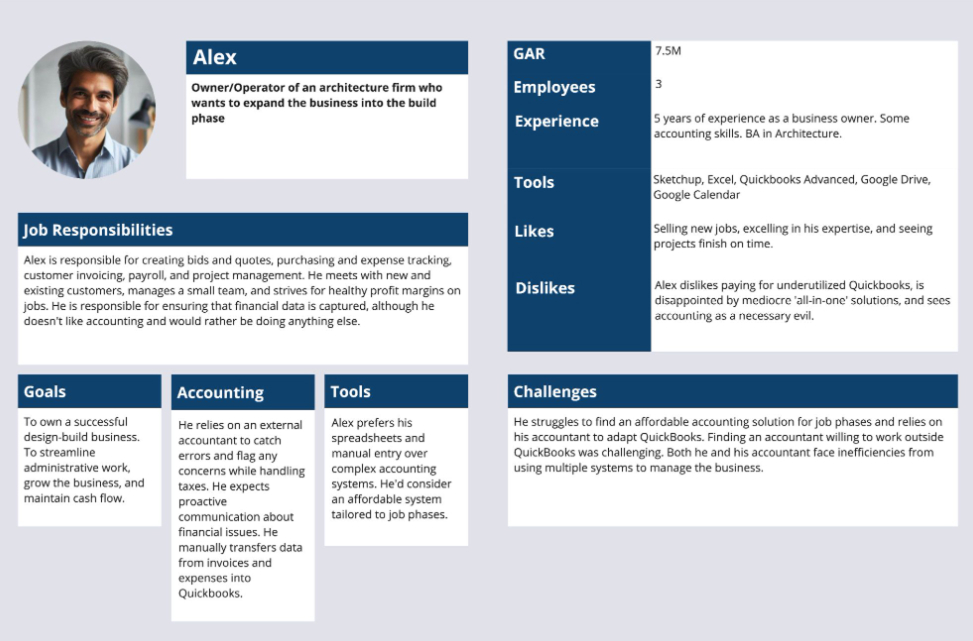 Alex
Owner/Operator of an architecture firm who
wants to expand the business into the build
phase
Job Responsibilities
Alex is responsible for creating bids and quotes, purchasing and expense tracking,
customer invoicing, payroll, and project management. He meets with new and
existing customers, manages a small team, and strives for healthy profit margins on
jobs. He is responsible for ensuring that financial data is captured, although he
doesn't like accounting and would rather be doing anything else.
Goals
To own a successful
design-build business.
To streamline
administrative work,
grow the business, and
maintain cash flow.
Accounting
He relies on an external
accountant to catch
errors and flag any
concerns while handling
taxes. He expects
proactive
communication about
financial issues. He
manually transfers data
from invoices and
expenses into
Quickbooks.
Tools
Alex prefers his
spreadsheets and
manual entry over
complex accounting
systems. He'd consider
an affordable system
tailored to job phases.
GAR
7.5M
Employees
3
Experience
5 years of experience as a business owner. Some
accounting skills. BA in Architecture.
Tools
Sketchup, Excel, Quickbooks Advanced, Google Drive,
Google Calendar
Likes
Selling new jobs, excelling in his expertise, and seeing
projects finish on time.
Dislikes
Alex dislikes paying for underutilized Quickbooks, is
disappointed by mediocre 'all-in-one' solutions, and sees
accounting as a necessary evil.
Challenges
He struggles to find an affordable accounting solution for job phases and relies on
his accountant to adapt QuickBooks. Finding an accountant willing to work outside
QuickBooks was challenging. Both he and his accountant face inefficiencies from
using multiple systems to manage the business.